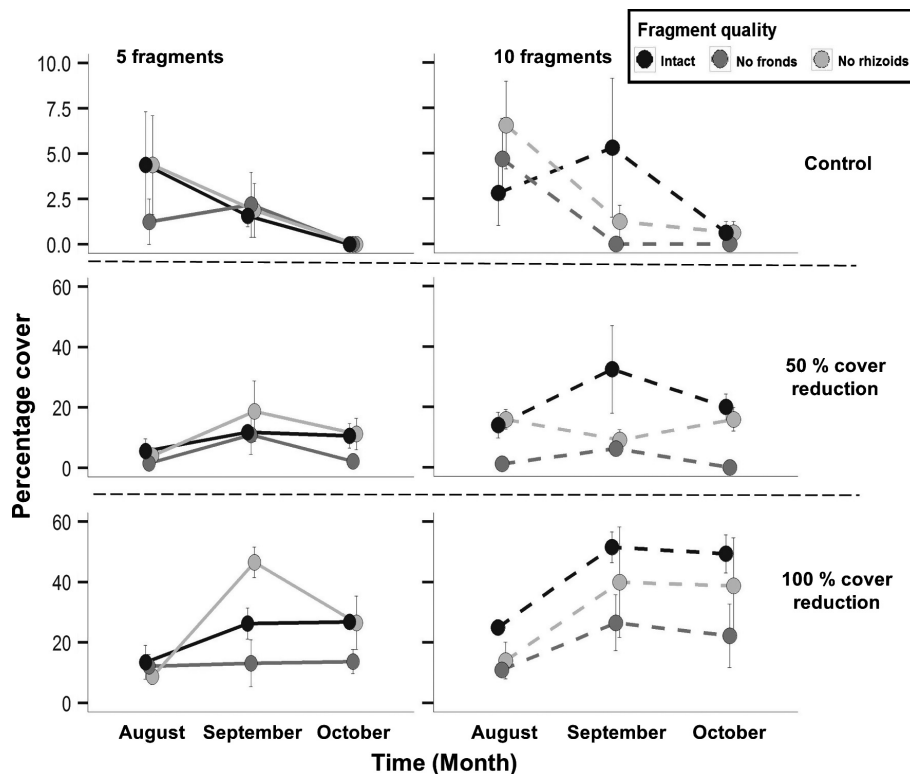 Fragment quality
Intact No fronds No rhizoids
5 fragments 10 fragments
10.0
7.5
5.0
2.5
0.0
Control
60
40
20
0
50 % cover
reduction
60
40
20
0
100 % cover
reduction
Percentage cover
August September October August September October
Time (Month)